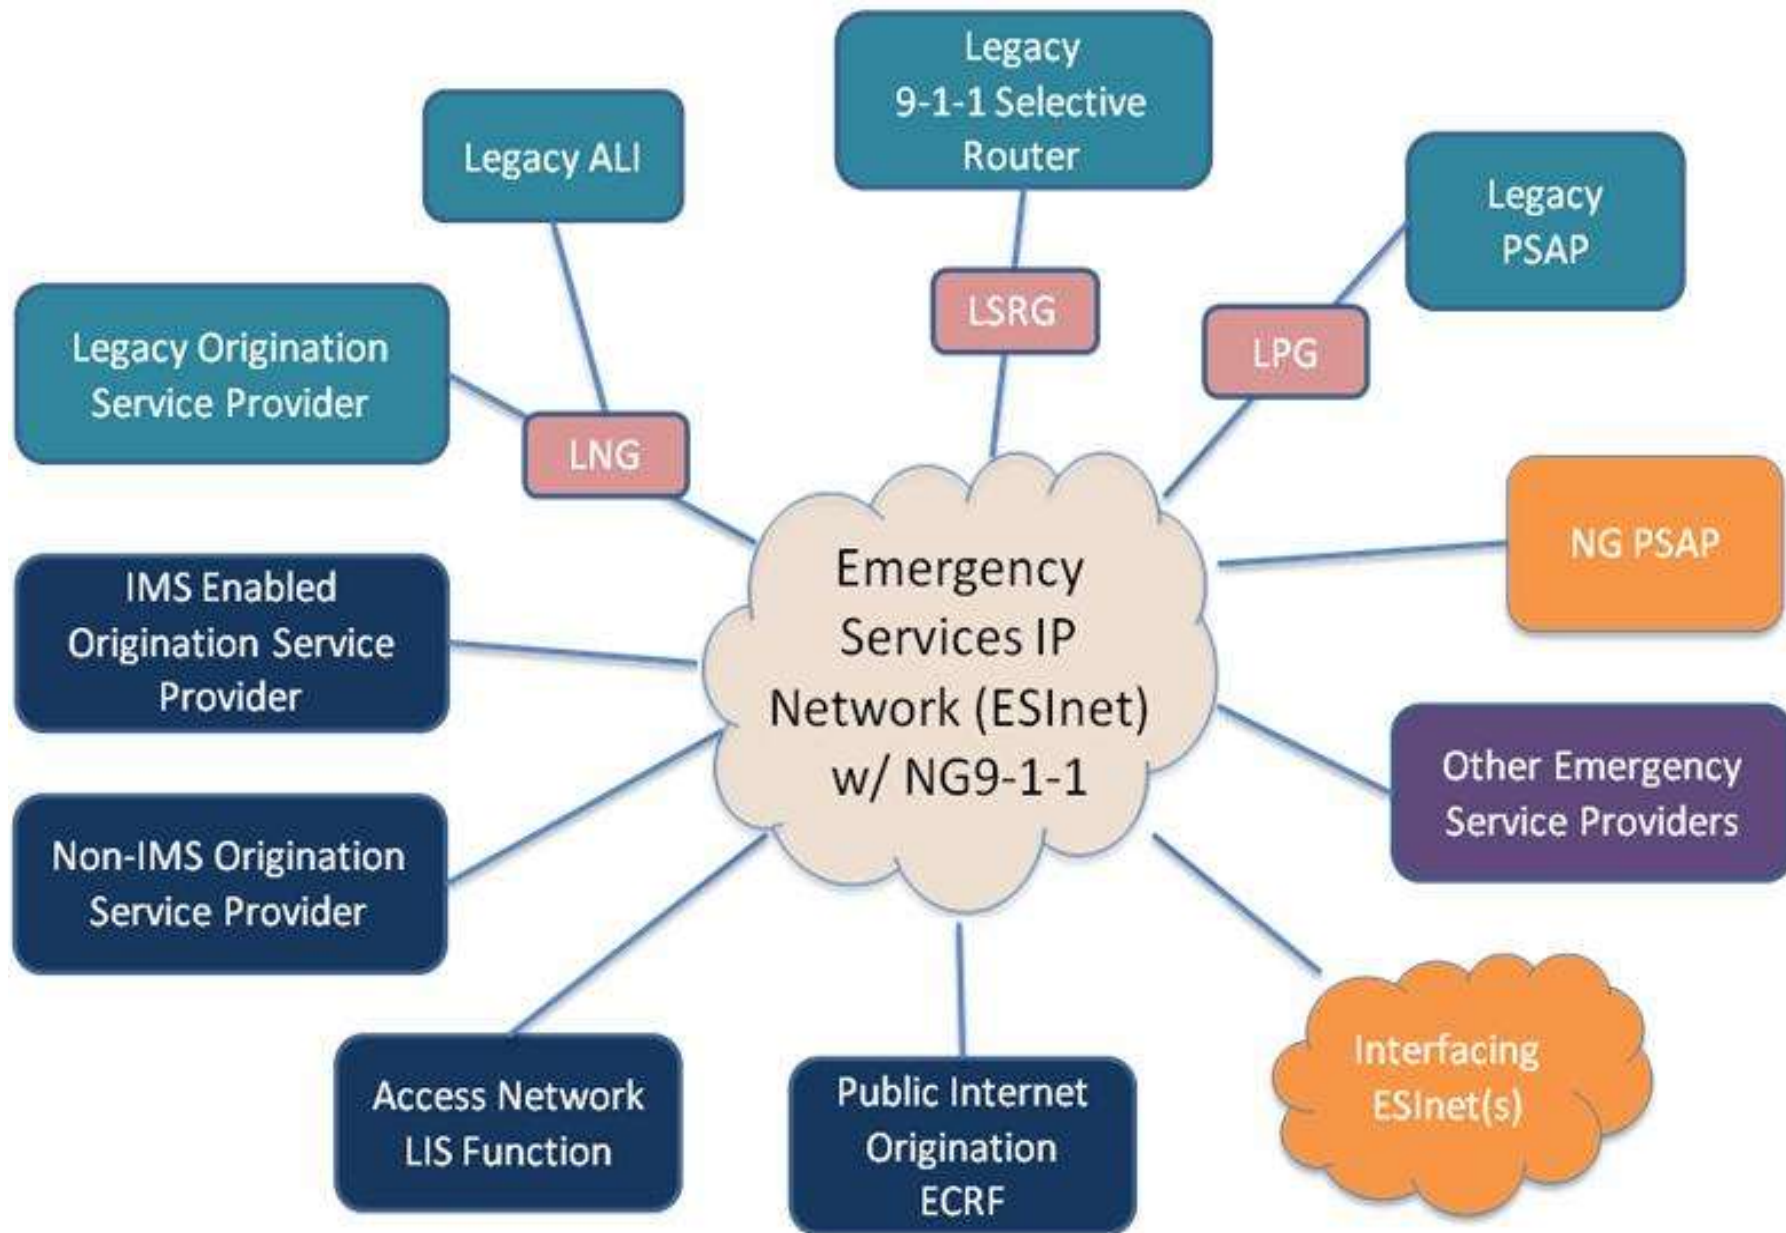 Legacy
9-1-1 Selective
Router
Legacy ALI
Legacy
PSAP
LSRG
Legacy Origination
Service Provider
LPG
LNG
NG PSAP
Emergency
Services IP
Network (ESInet)
w/ NG9-1-1
IMS Enabled
Origination Service
Provider
Other Emergency
Service Providers
Non-IMS Origination
Service Provider
Interfacing
ESInet(s)
Access Network
LIS Function
Public Internet
Origination
ECRF